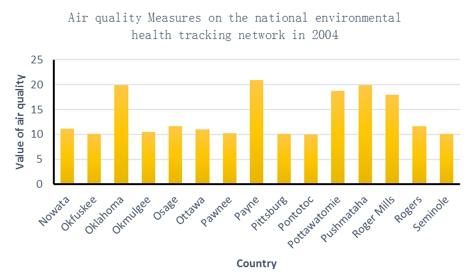 Air quality Measures on the national environmental
health tracking network in 2004
Value of air quality
25
20
15
10
5
0
Nowata
Okfuskee
Oklahoma
Okmulgee
Osage
Ottawa
Pawnee
Payne
Pittsburg
Pontotoc
Pottawatomie
Pushmataha
Roger Mills
Rogers
Seminole
Country